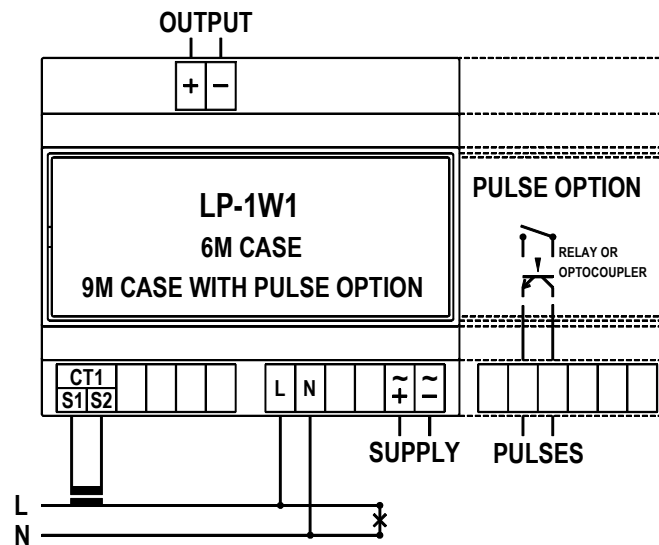 OUTPUT
+ −
LP-1W1
6M CASE
9M CASE WITH PULSE OPTION
PULSE OPTION
RELAY OR
OPTOCOUPLER
CT1
S1 S2
L N
~ ~
+ −
SUPPLY
PULSES
L
N